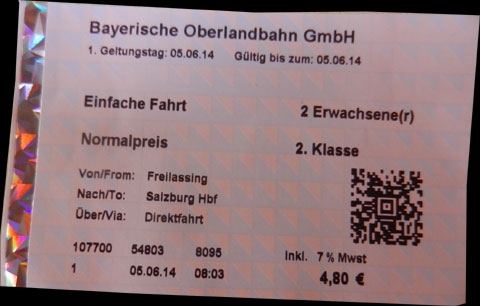 Bayerische Oberlandbahn GmbH
1. Geltungstag: 05.06.14 Gültig bis zum: 05.06.14
Einfache Fahrt 2 Erwachsene(r)
Normalpreis 2. Klasse
Von/From: Freilassing
Nach/To: Salzburg Hbf
Über/Via: Direktfahrt
107700 54803 8095 Inkl. 7% Mwst
1 05.06.14 08:03 4,80 €